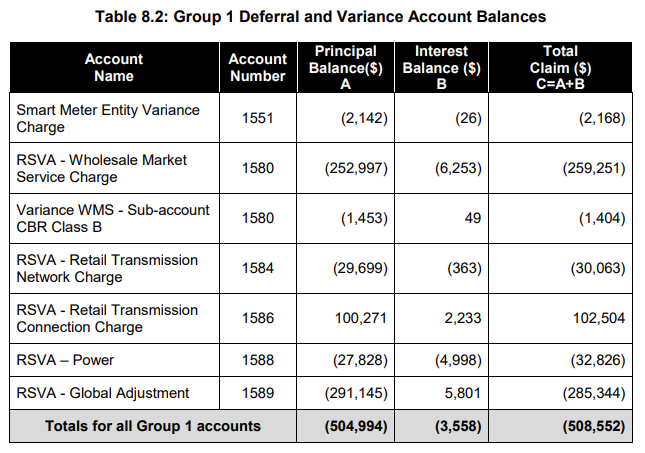 Table 8.2: Group 1 Deferral and Variance Account Balances
Account Name Account Number Principal Balance($) A Interest Balance ($) B Total Claim ($) C=A+B
Smart Meter Entity Variance Charge 1551 (2,142) (26) (2,168)
RSVA - Wholesale Market Service Charge 1580 (252,997) (6,253) (259,251)
Variance WMS - Sub-account CBR Class B 1580 (1,453) 49 (1,404)
RSVA - Retail Transmission Network Charge 1584 (29,699) (363) (30,063)
RSVA - Retail Transmission Connection Charge 1586 100,271 2,233 102,504
RSVA – Power 1588 (27,828) (4,998) (32,826)
RSVA - Global Adjustment 1589 (291,145) 5,801 (285,344)
Totals for all Group 1 accounts (504,994) (3,558) (508,552)